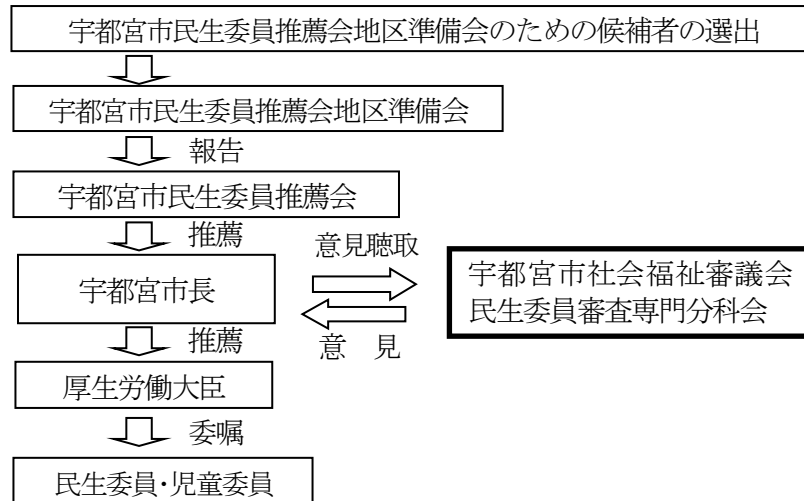 宇都宮市民生委員推薦会地区準備会のための候補者の選出
宇都宮市民生委員推薦会地区準備会
報告
宇都宮市民生委員推薦会
推薦
意見聴取
宇都宮市長
宇都宮市社会福祉審議会
民生委員審査専門分科会
推薦
意 見
厚生労働大臣
委嘱
民生委員・児童委員